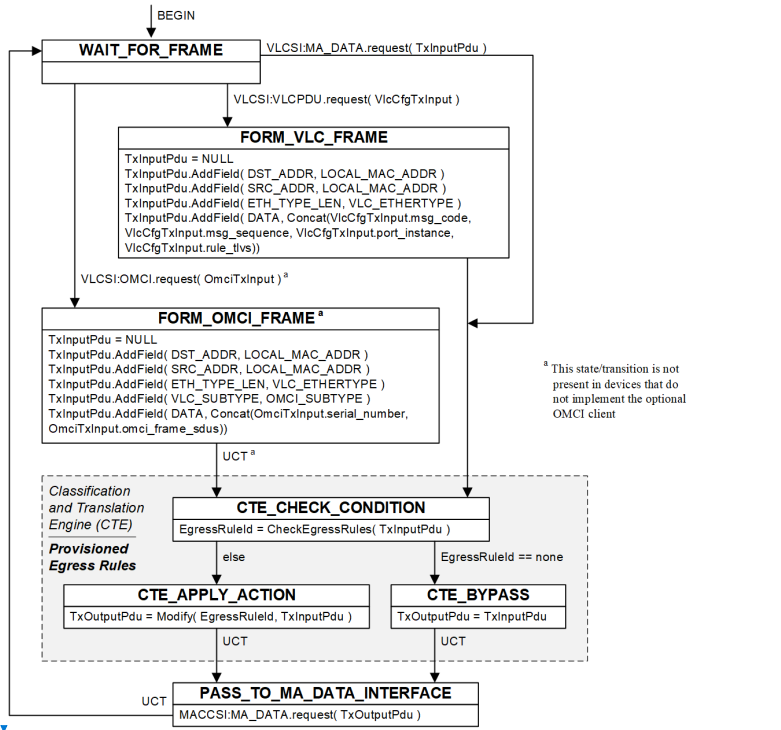 BEGIN
WAIT_FOR_FRAME
VLCSI:MA_DATA.request( TxInputPdu )
VLCSI:VLCPDU.request( VlcCfgTxInput )
FORM_VLC_FRAME
TxInputPdu = NULL
TxInputPdu.AddField( DST_ADDR, LOCAL_MAC_ADDR )
TxInputPdu.AddField( SRC_ADDR, LOCAL_MAC_ADDR )
TxInputPdu.AddField( ETH_TYPE_LEN, VLC_ETHERTYPE )
TxInputPdu.AddField( DATA, Concat(VlcCfgTxInput.msg_code,
VlcCfgTxInput.msg_sequence, VlcCfgTxInput.port_instance,
VlcCfgTxInput.rule_tlvs))
VLCSI:OMCI.request( OmciTxInput ) a
FORM_OMCI_FRAME a
TxInputPdu = NULL
TxInputPdu.AddField( DST_ADDR, LOCAL_MAC_ADDR )
TxInputPdu.AddField( SRC_ADDR, LOCAL_MAC_ADDR )
TxInputPdu.AddField( ETH_TYPE_LEN, VLC_ETHERTYPE )
TxInputPdu.AddField( VLC_SUBTYPE, OMCI_SUBTYPE )
TxInputPdu.AddField( DATA, Concat(OmciTxInput.serial_number,
OmciTxInput.omci_frame_sdus))
a This state/transition is not
present in devices that do
not implement the optional
OMCI client
UCT a
Classification
and Translation
Engine (CTE)
Provisioned
Egress Rules
CTE_CHECK_CONDITION
EgressRuleId = CheckEgressRules( TxInputPdu )
else
EgressRuleId == none
CTE_APPLY_ACTION
TxOutputPdu = Modify( EgressRuleId, TxInputPdu )
CTE_BYPASS
TxOutputPdu = TxInputPdu
UCT
UCT
PASS_TO_MA_DATA_INTERFACE
MACCSI:MA_DATA.request( TxOutputPdu )
UCT